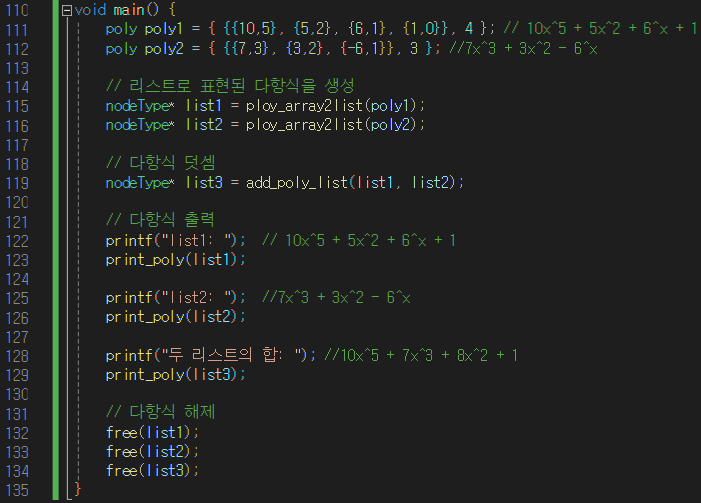 110 void main() {
111 poly poly1 = { {{10,5}, {5,2}, {6,1}, {1,0}}, 4 }; // 10x^5 + 5x^2 + 6^x + 1
112 poly poly2 = { {{7,3}, {3,2}, {-6,1}}, 3 }; //7x^3 + 3x^2 - 6^x
113
114 // 리스트로 표현된 다항식을 생성
115 nodeType* list1 = ploy_array2list(poly1);
116 nodeType* list2 = ploy_array2list(poly2);
117
118 // 다항식 덧셈
119 nodeType* list3 = add_poly_list(list1, list2);
120
121 // 다항식 출력
122 printf("list1: "); // 10x^5 + 5x^2 + 6^x + 1
123 print_poly(list1);
124
125 printf("list2: "); //7x^3 + 3x^2 - 6^x
126 print_poly(list2);
127
128 printf("두 리스트의 합: "); //10x^5 + 7x^3 + 8x^2 + 1
129 print_poly(list3);
130
131 // 다항식 해제
132 free(list1);
133 free(list2);
134 free(list3);
135 }